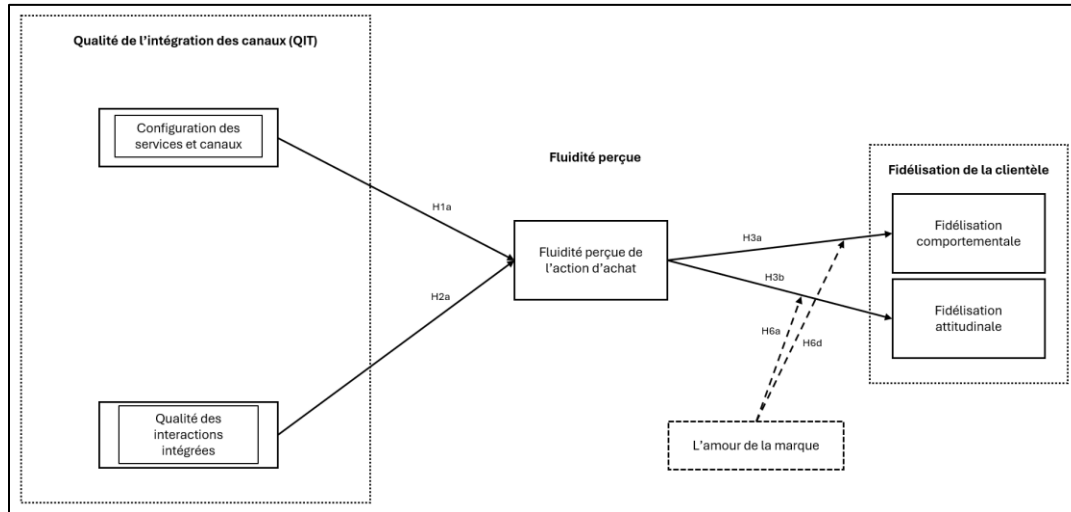 Qualité de l'intégration des canaux (QIT)
Configuration des
services et canaux
Qualité des
interactions
intégrées
H1a
H2a
Fluidité perçue
Fluidité perçue de
l'action d'achat
H3a
H3b
H6a
H6d
L'amour de la marque
Fidélisation de la clientèle
Fidélisation
comportementale
Fidélisation
attitudinale